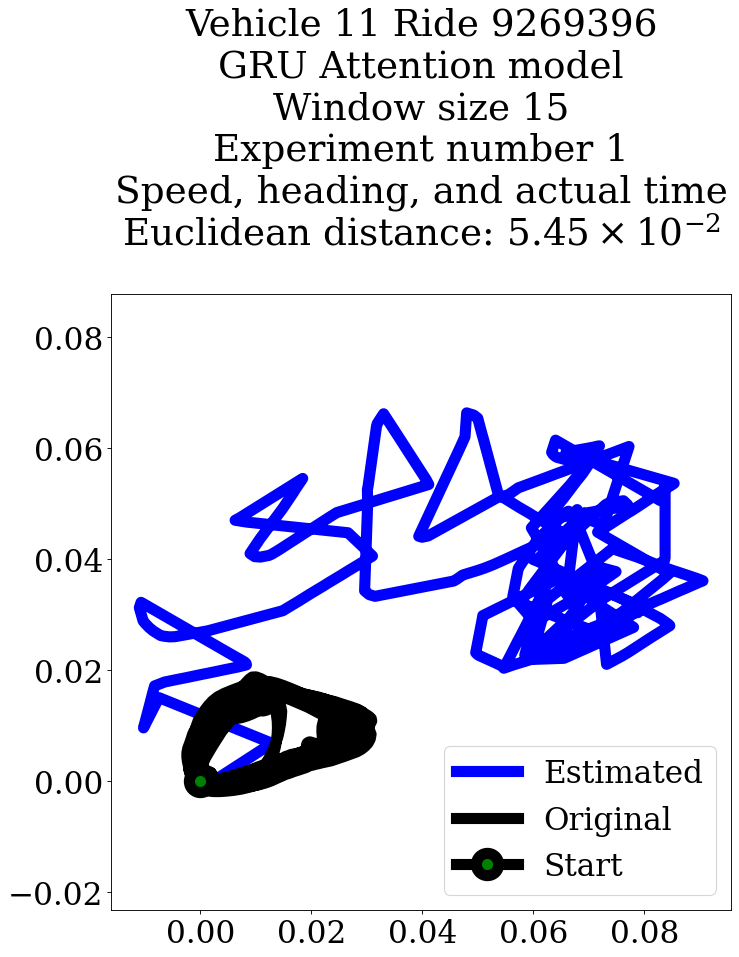 Vehicle 11 Ride 9269396
GRU Attention model
Window size 15
Experiment number 1
Speed, heading, and actual time
Euclidean distance: 5.45 × 10⁻²
0.08
0.06
0.04
0.02
0.00
−0.02
Estimated
Original
Start
0.00 0.02 0.04 0.06 0.08